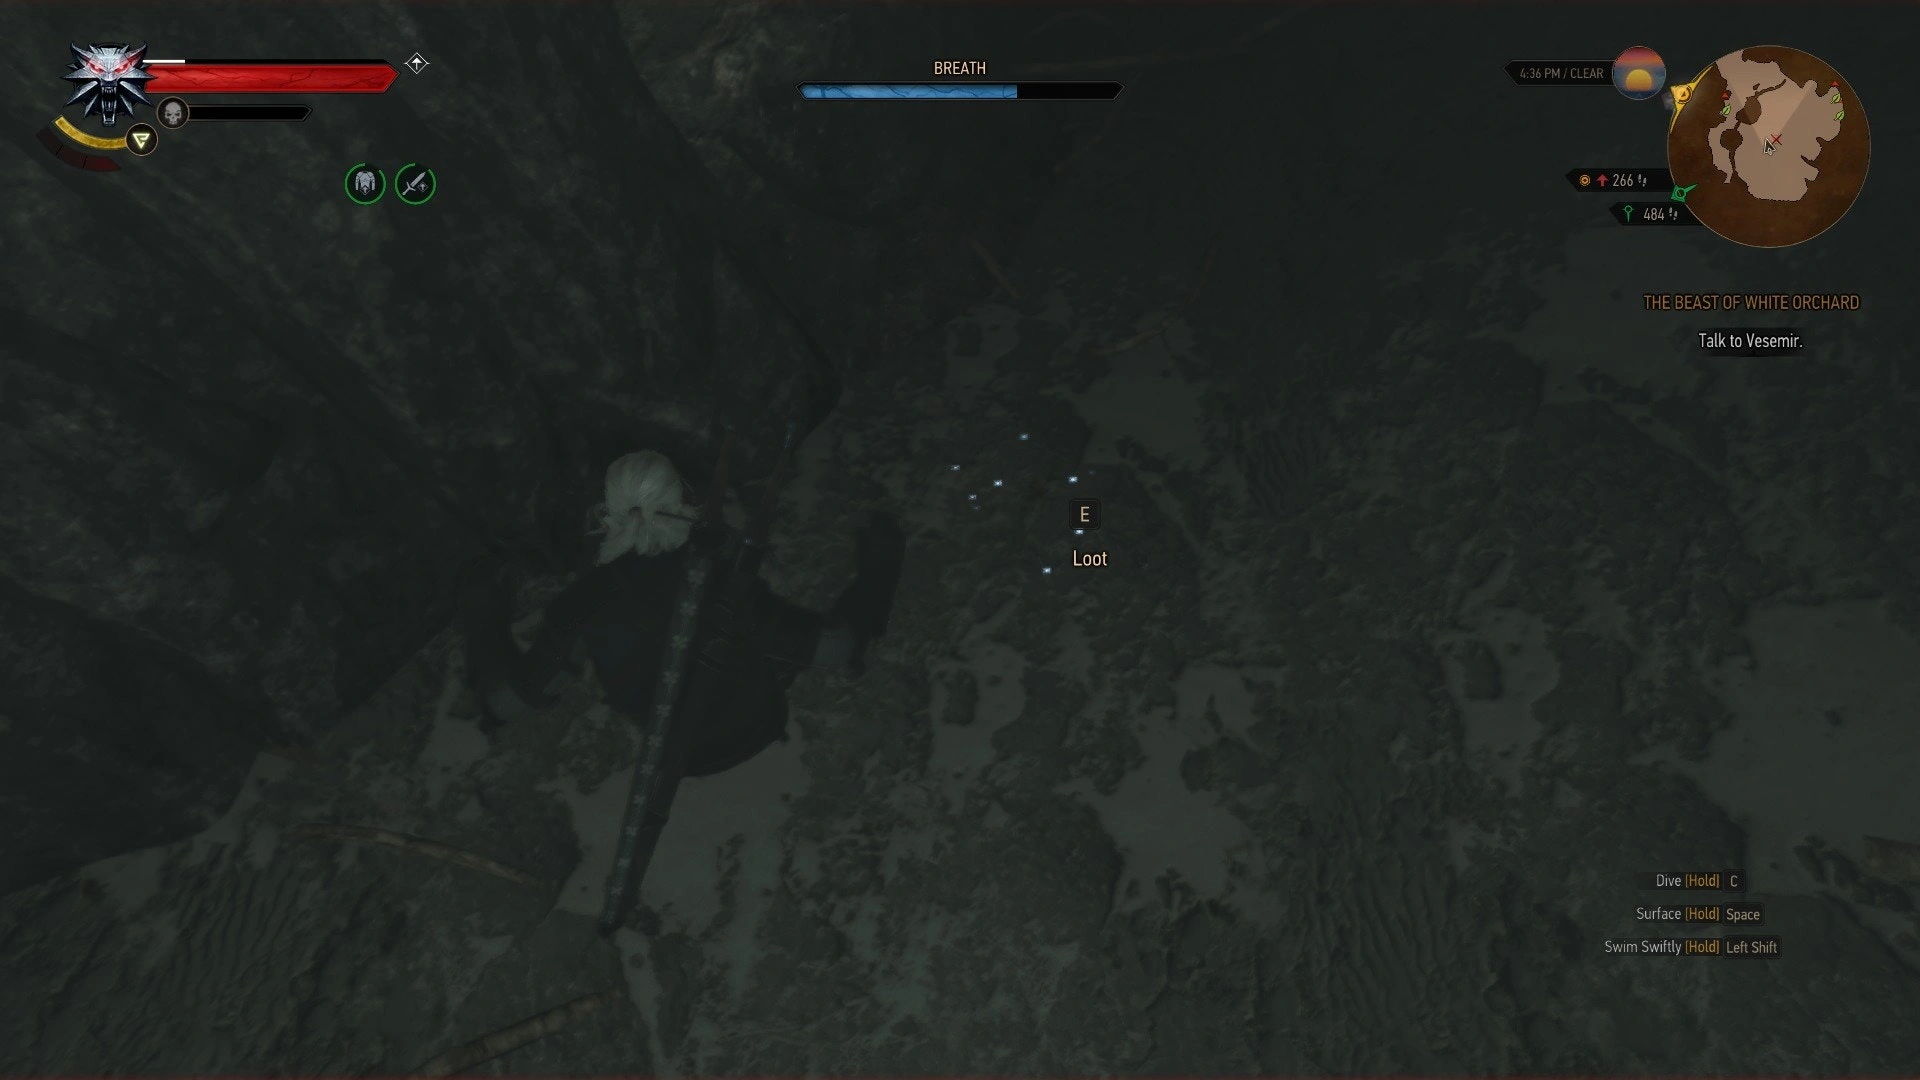 BREATH
4:36 PM / CLEAR
266
484
THE BEAST OF WHITE ORCHARD
Talk to Vesemir.
E
Loot
Dive [Hold] C
Surface [Hold] Space
Swim Swiftly [Hold] Left Shift